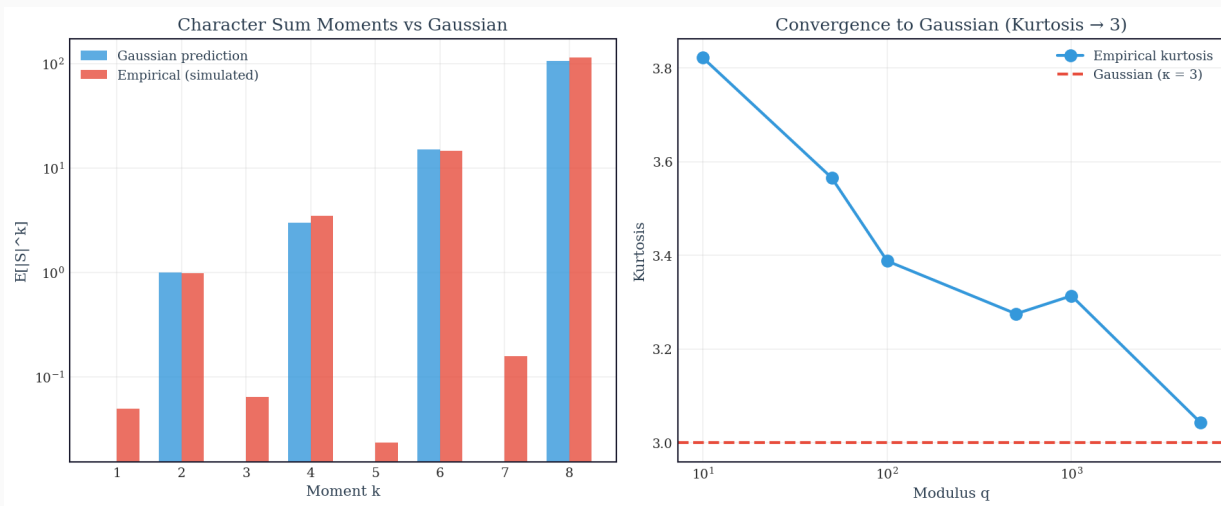 Character Sum Moments vs Gaussian
Gaussian prediction
Empirical (simulated)
10^2
10^1
10^0
10^-1
E[|S|^k]
1 2 3 4 5 6 7 8
Moment k
Convergence to Gaussian (Kurtosis → 3)
Empirical kurtosis
Gaussian (κ = 3)
3.8
3.6
3.4
3.2
3.0
Kurtosis
10^1 10^2 10^3
Modulus q